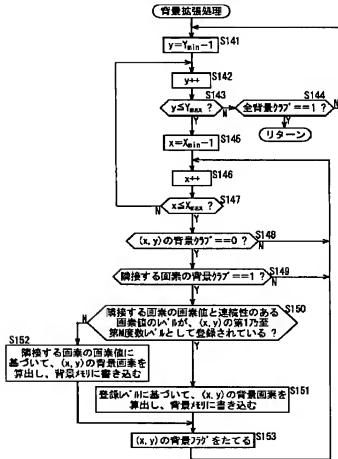 背景拡張処理
S141
y=Ymin-1
S142
y++
S143
y≦Ymax ?
N
Y
S144
全背景ｸﾗﾌﾞ==1 ?
N
Y
リターン
S145
x=Xmin-1
S146
x++
S147
x≦Xmax ?
N
Y
S148
(x,y)の背景ｸﾗﾌﾞ==0 ?
N
Y
S149
隣接する画素の背景ｸﾗﾌﾞ==1 ?
N
Y
S150
隣接する画素の画素値と連続性のある
画素値のレベルが、(x,y)の第1乃至
第M度数レベルとして登録されている ?
N
Y
S152
隣接する画素の画素値に
基づいて、(x,y)の背景画素を
算出し、背景メモリに書き込む
S151
登録レベルに基づいて、(x,y)の背景画素を
算出し、背景メモリに書き込む
S153
(x,y)の背景フラグをたてる